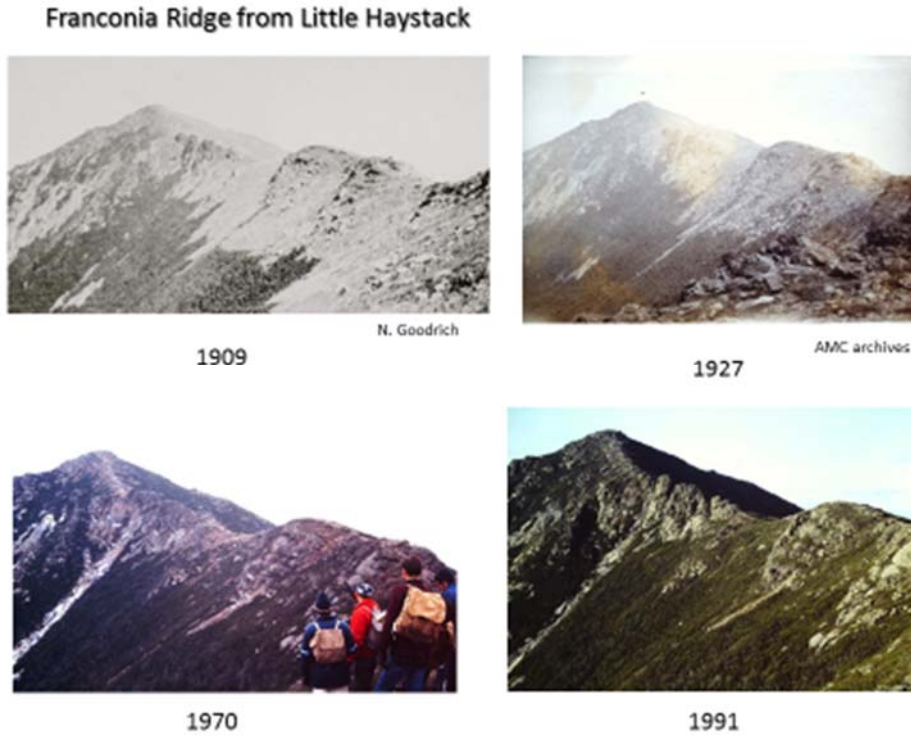 Franconia Ridge from Little Haystack
N. Goodrich
1909
AMC archives
1927
1970
1991